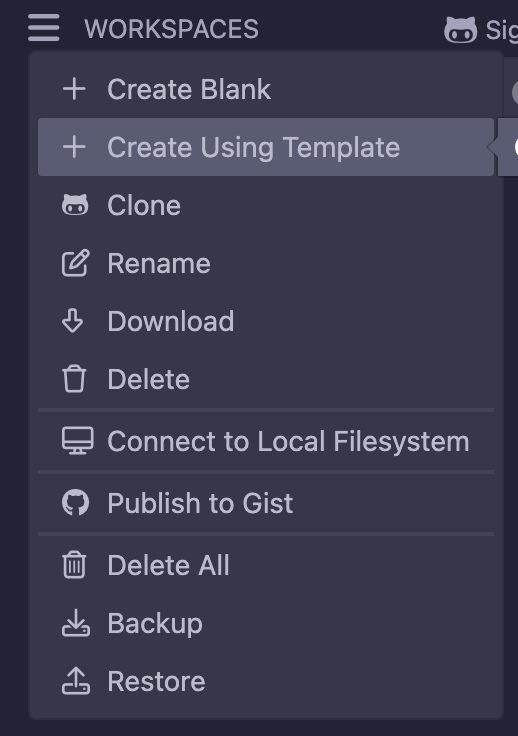 WORKSPACES
Sig
Create Blank
Create Using Template
Clone
Rename
Download
Delete
Connect to Local Filesystem
Publish to Gist
Delete All
Backup
Restore